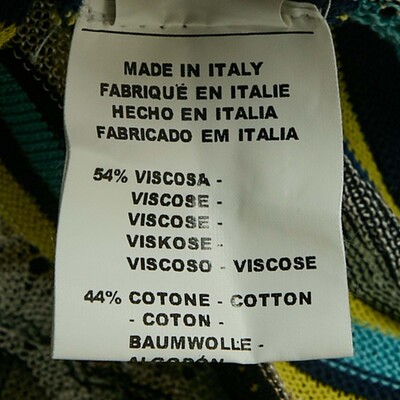 MADE IN ITALY
FABRIQUÉ EN ITALIE
HECHO EN ITALIA
FABRICADO EM ITALIA
54% VISCOSA -
VISCOSE -
VISCOSE -
VISKOSE -
VISCOSO - VISCOSE
44% COTONE - COTTON
- COTON -
BAUMWOLLE -
ALGODÓN